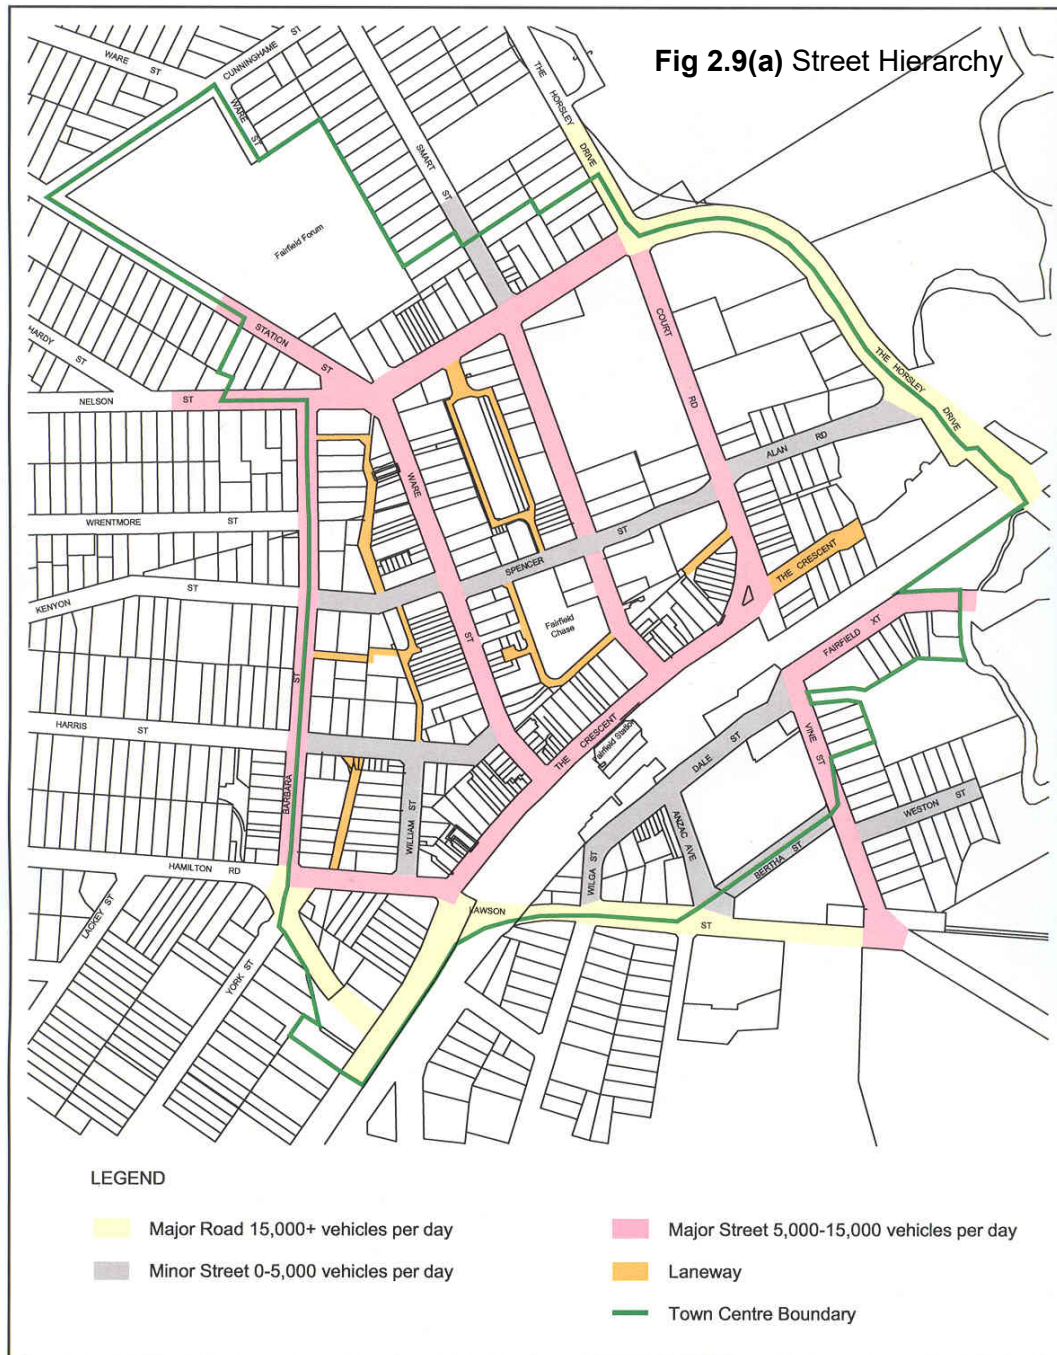 Fig 2.9(a) Street Hierarchy
WARE ST
CUNNINGHAME ST
WARE ST
THE HORSLEY DRIVE
SMART ST
Fairfield Forum
HARDY ST
STATION ST
COURT RD
THE HORSLEY DRIVE
NELSON ST
ALAN RD
WARE ST
WRENTMORE ST
SPENCER ST
THE CRESCENT
KENYON ST
Fairfield
Chase
FAIRFIELD XT
BARBARA ST
HARRIS ST
THE CRESCENT
Fairfield Station
DALE ST
VINE ST
WILLIAM ST
ANZAC AVE
WESTON ST
BERTHA ST
WILGA ST
HAMILTON RD
LACKEY ST
LAWSON ST
YORK ST
LEGEND
Major Road 15,000+ vehicles per day
Major Street 5,000-15,000 vehicles per day
Minor Street 0-5,000 vehicles per day
Laneway
Town Centre Boundary